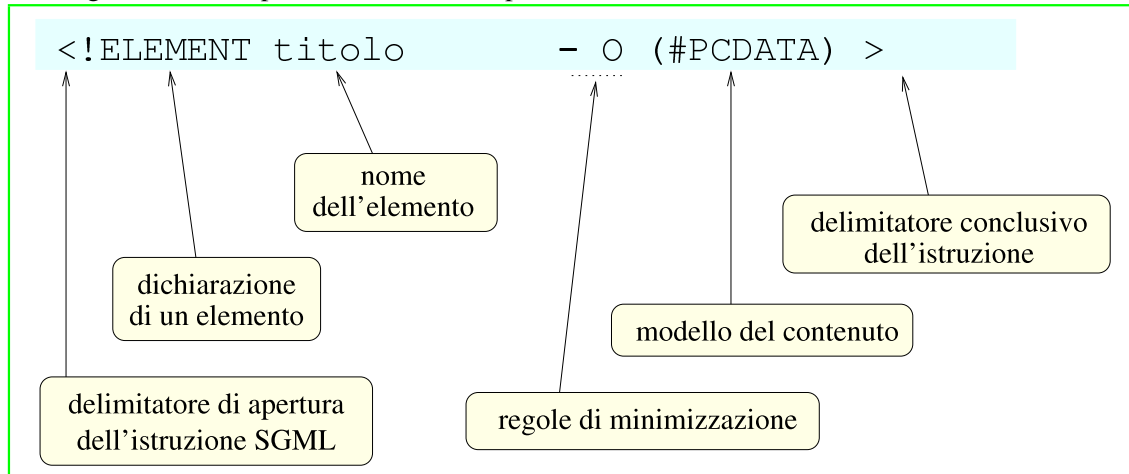 <!ELEMENT titolo - O (#PCDATA) >
nome
dell'elemento
delimitatore conclusivo
dell'istruzione
dichiarazione
di un elemento
modello del contenuto
delimitatore di apertura
dell'istruzione SGML
regole di minimizzazione